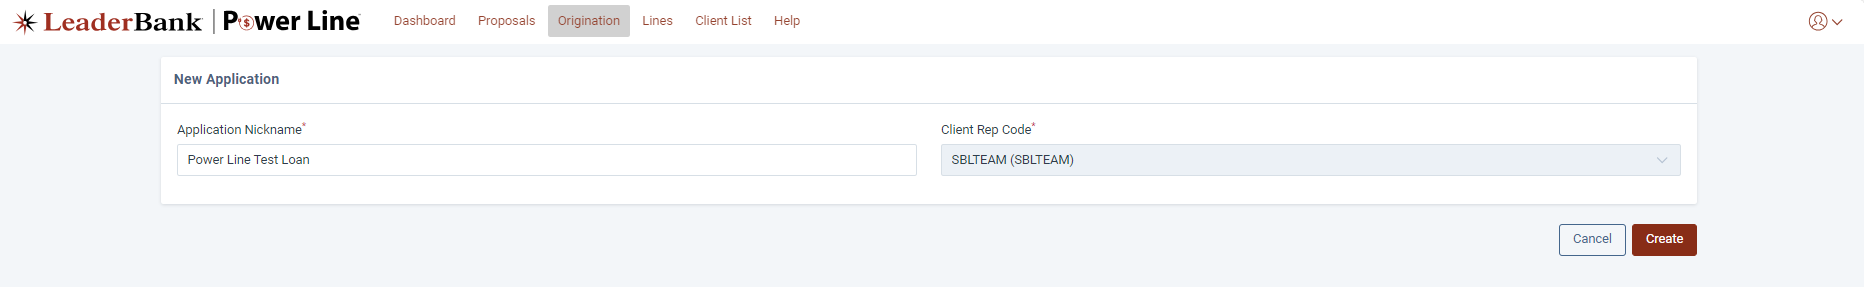 LeaderBank | Power Line Dashboard Proposals Origination Lines Client List Help
New Application
Application Nickname* Client Rep Code*
Power Line Test Loan SBLTEAM (SBLTEAM)
Cancel Create